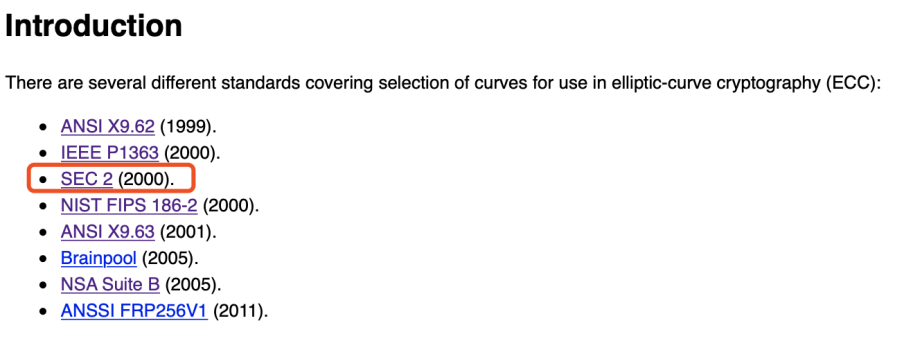 Introduction
There are several different standards covering selection of curves for use in elliptic-curve cryptography (ECC):
• ANSI X9.62 (1999).
• IEEE P1363 (2000).
• SEC 2 (2000).
• NIST FIPS 186-2 (2000).
• ANSI X9.63 (2001).
• Brainpool (2005).
• NSA Suite B (2005).
• ANSSI FRP256V1 (2011).